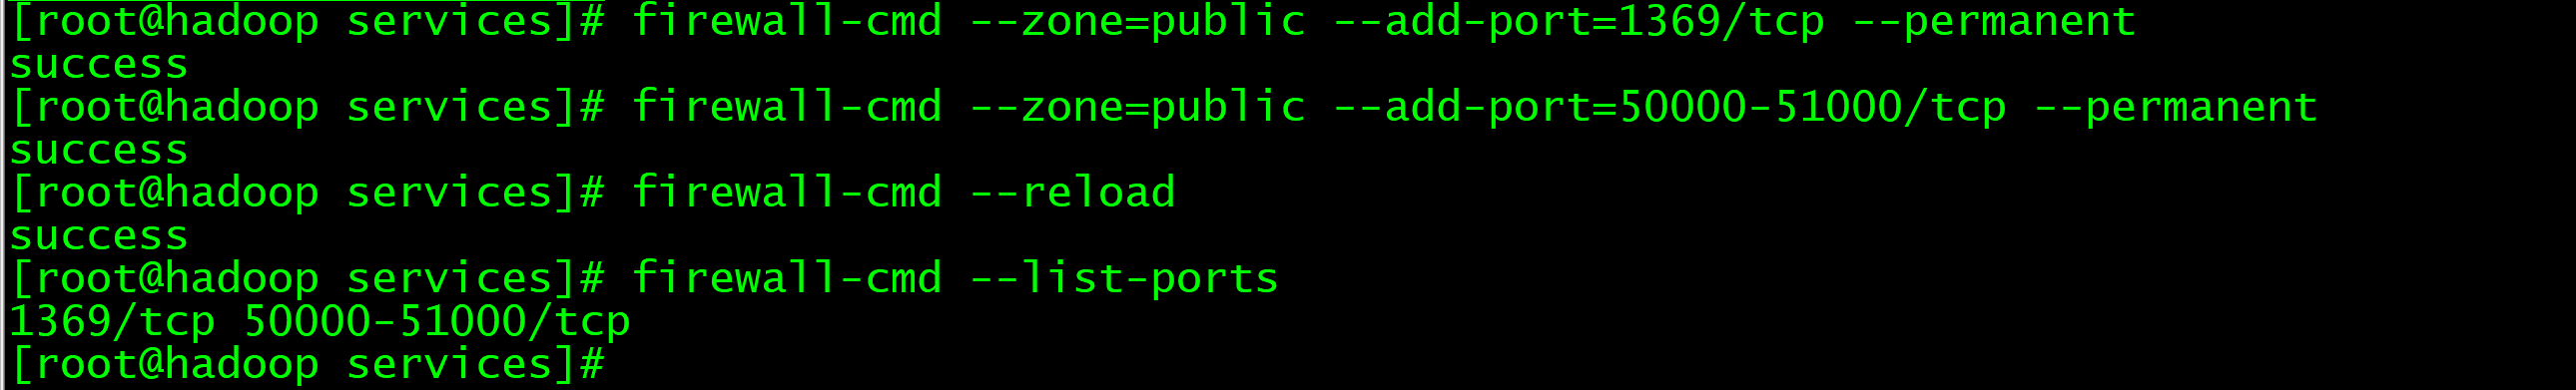 [root@hadoop services]# firewall-cmd --zone=public --add-port=1369/tcp --permanent
success
[root@hadoop services]# firewall-cmd --zone=public --add-port=50000-51000/tcp --permanent
success
[root@hadoop services]# firewall-cmd --reload
success
[root@hadoop services]# firewall-cmd --list-ports
1369/tcp 50000-51000/tcp
[root@hadoop services]#